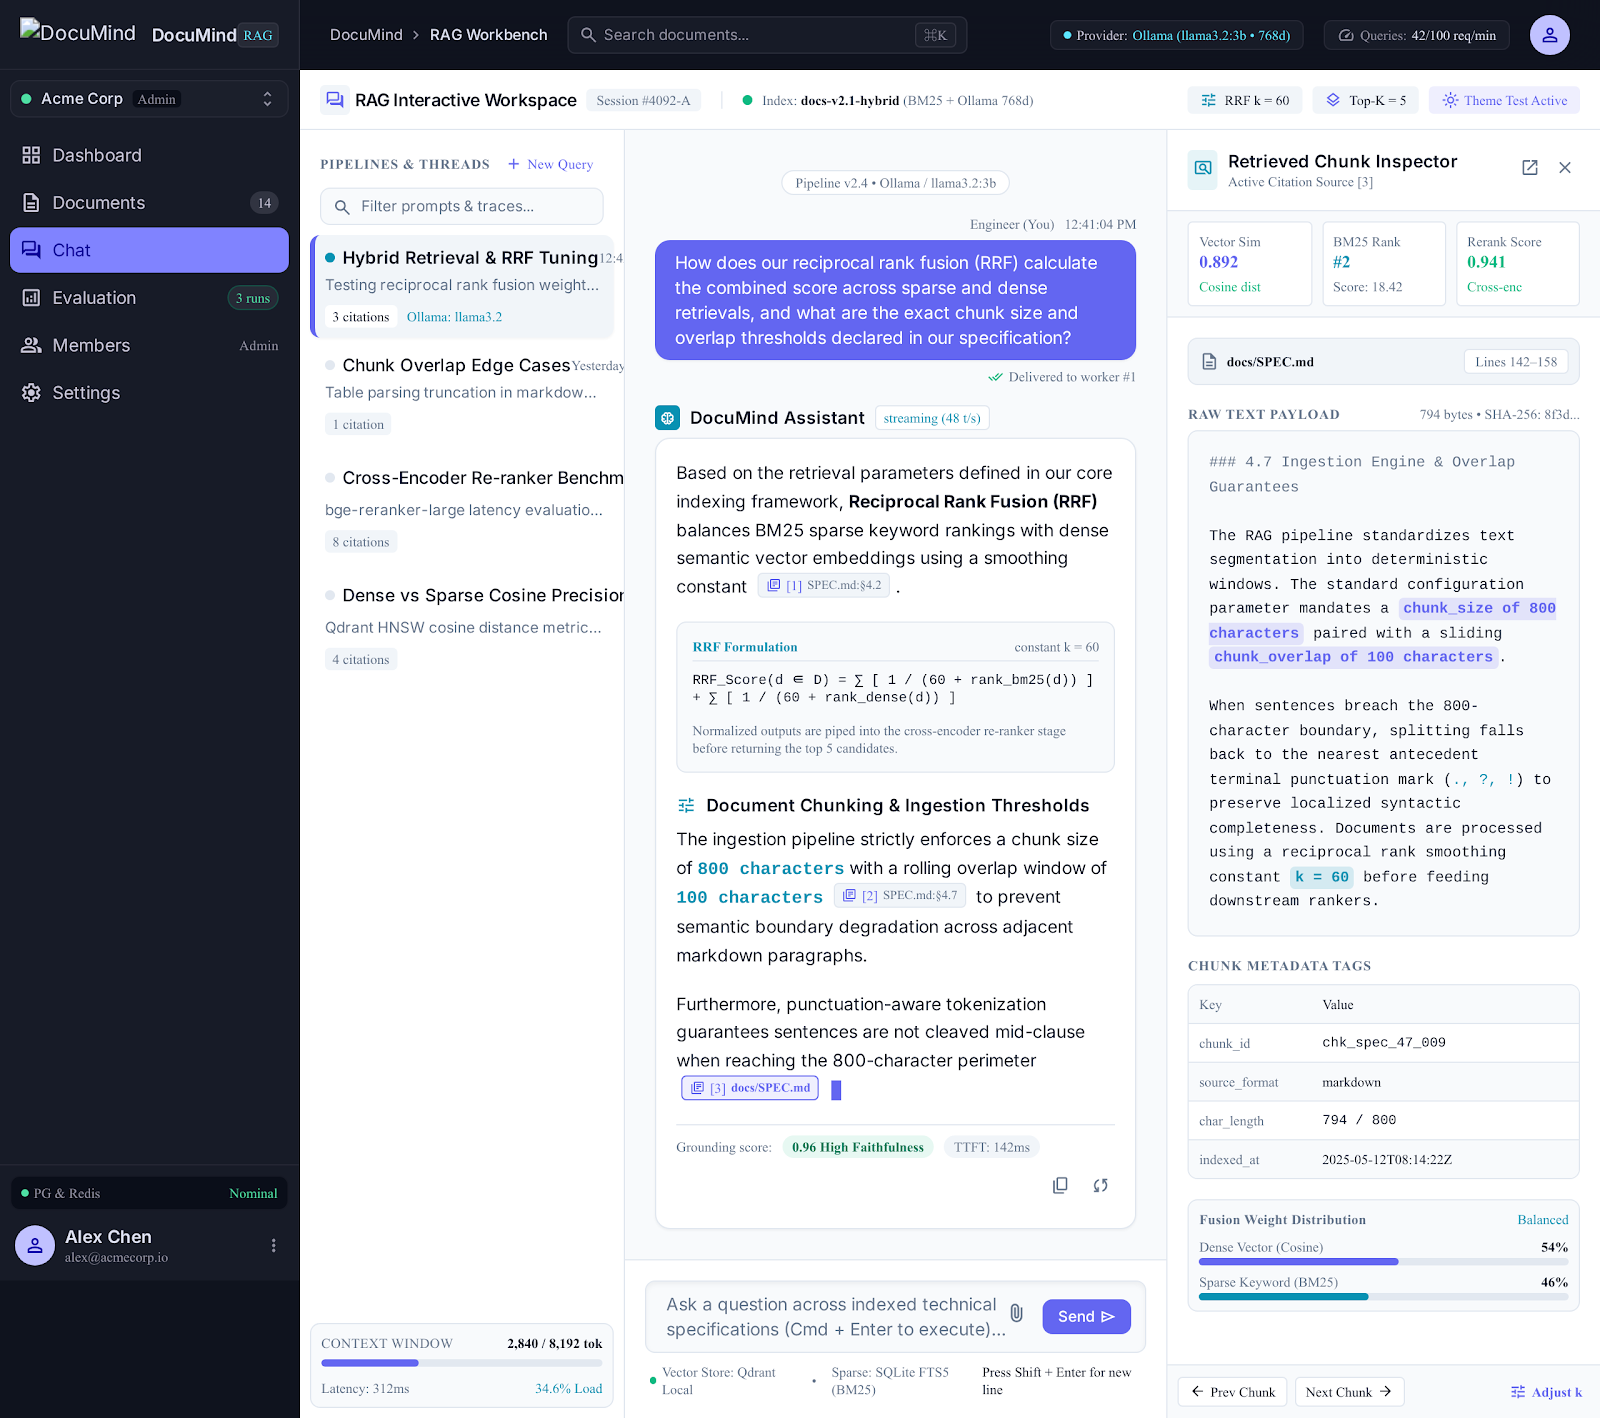 DocuMind
DocuMind RAG
Acme Corp Admin
Dashboard
Documents 14
Chat
Evaluation 3 runs
Members Admin
Settings
PG & Redis Nominal
Alex Chen
alex@acmecorp.io
DocuMind › RAG Workbench
Search documents... ⌘K
Provider: Ollama (llama3.2:3b • 768d)
Queries: 42/100 req/min
RAG Interactive Workspace
Session #4092-A
Index: docs-v2.1-hybrid (BM25 + Ollama 768d)
RRF k = 60
Top-K = 5
Theme Test Active
PIPELINES & THREADS
+ New Query
Filter prompts & traces...
Hybrid Retrieval & RRF Tuning 12:4
Testing reciprocal rank fusion weight...
3 citations Ollama: llama3.2
Chunk Overlap Edge Cases Yesterday
Table parsing truncation in markdow...
1 citation
Cross-Encoder Re-ranker Benchm
bge-reranker-large latency evaluatio...
8 citations
Dense vs Sparse Cosine Precision
Qdrant HNSW cosine distance metric...
4 citations
CONTEXT WINDOW 2,840 / 8,192 tok
Latency: 312ms 34.6% Load
Pipeline v2.4 • Ollama / llama3.2:3b
Engineer (You) 12:41:04 PM
How does our reciprocal rank fusion (RRF) calculate
the combined score across sparse and dense
retrievals, and what are the exact chunk size and
overlap thresholds declared in our specification?
Delivered to worker #1
DocuMind Assistant streaming (48 t/s)
Based on the retrieval parameters defined in our core
indexing framework, Reciprocal Rank Fusion (RRF)
balances BM25 sparse keyword rankings with dense
semantic vector embeddings using a smoothing
constant [1] SPEC.md:§4.2 .
RRF Formulation constant k = 60
RRF_Score(d ∈ D) = ∑ [ 1 / (60 + rank_bm25(d)) ]
+ ∑ [ 1 / (60 + rank_dense(d)) ]
Normalized outputs are piped into the cross-encoder re-ranker stage
before returning the top 5 candidates.
Document Chunking & Ingestion Thresholds
The ingestion pipeline strictly enforces a chunk size
of 800 characters with a rolling overlap window of
100 characters [2] SPEC.md:§4.7 to prevent
semantic boundary degradation across adjacent
markdown paragraphs.
Furthermore, punctuation-aware tokenization
guarantees sentences are not cleaved mid-clause
when reaching the 800-character perimeter
[3] docs/SPEC.md
Grounding score: 0.96 High Faithfulness TTFT: 142ms
Ask a question across indexed technical
specifications (Cmd + Enter to execute)...
Send
Vector Store: Qdrant
Local
•
Sparse: SQLite FTS5
(BM25)
Press Shift + Enter for new
line
Retrieved Chunk Inspector
Active Citation Source [3]
Vector Sim
0.892
Cosine dist
BM25 Rank
#2
Score: 18.42
Rerank Score
0.941
Cross-enc
docs/SPEC.md Lines 142–158
RAW TEXT PAYLOAD 794 bytes • SHA-256: 8f3d...
### 4.7 Ingestion Engine & Overlap
Guarantees
The RAG pipeline standardizes text
segmentation into deterministic
windows. The standard configuration
parameter mandates a chunk_size of 800
characters paired with a sliding
chunk_overlap of 100 characters.
When sentences breach the 800-
character boundary, splitting falls
back to the nearest antecedent
terminal punctuation mark (., ?, !) to
preserve localized syntactic
completeness. Documents are processed
using a reciprocal rank smoothing
constant k = 60 before feeding
downstream rankers.
CHUNK METADATA TAGS
Key Value
chunk_id chk_spec_47_009
source_format markdown
char_length 794 / 800
indexed_at 2025-05-12T08:14:22Z
Fusion Weight Distribution Balanced
Dense Vector (Cosine) 54%
Sparse Keyword (BM25) 46%
← Prev Chunk
Next Chunk →
Adjust k